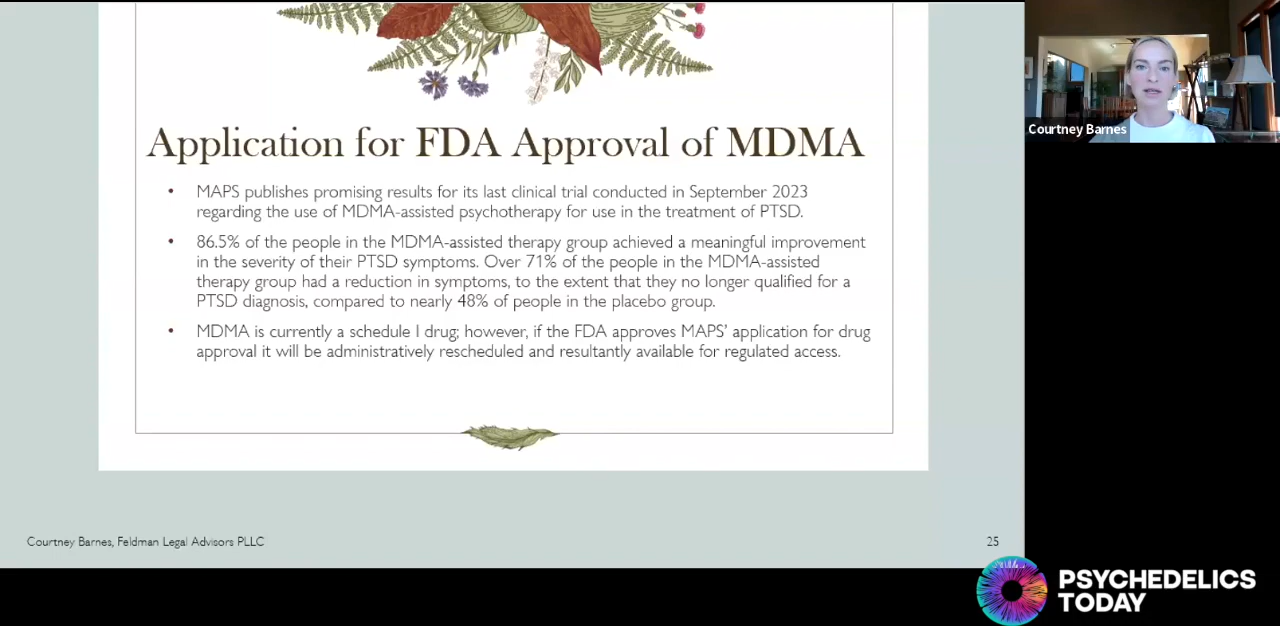 Application for FDA Approval of MDMA
• MAPS publishes promising results for its last clinical trial conducted in September 2023
regarding the use of MDMA-assisted psychotherapy for use in the treatment of PTSD.
• 86.5% of the people in the MDMA-assisted therapy group achieved a meaningful improvement
in the severity of their PTSD symptoms. Over 71% of the people in the MDMA-assisted
therapy group had a reduction in symptoms, to the extent that they no longer qualified for a
PTSD diagnosis, compared to nearly 48% of people in the placebo group.
• MDMA is currently a schedule I drug; however, if the FDA approves MAPS' application for drug
approval it will be administratively rescheduled and resultantly available for regulated access.
Courtney Barnes, Feldman Legal Advisors PLLC
25
Courtney Barnes
PSYCHEDELICS
TODAY